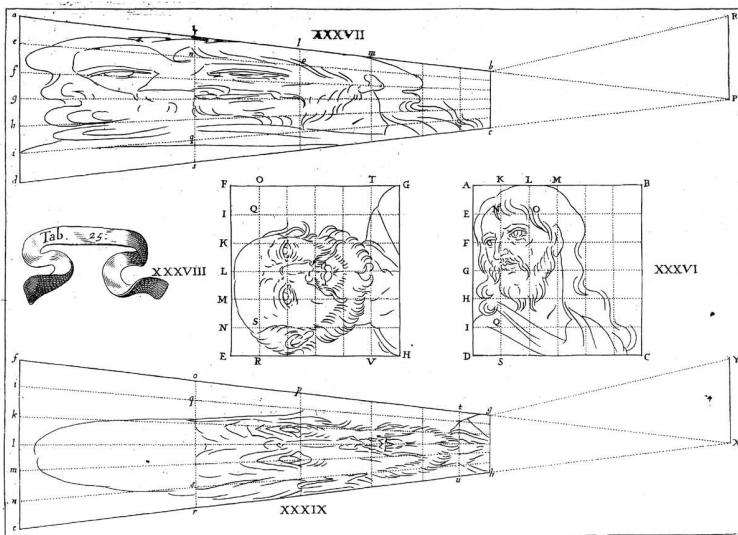 XXXVII
a
e
f
g
h
i
d
n
q
s
l
o
m
b
c
R
P
Tab. 25.
XXXVIII
F O T G
I Q
K
L
M
N S
E R V H
A K L M B
E N O
F
G
H
I Q
D S C
XXXVI
f
i
k
l
m
n
e
o
q
s
r
p
t g
u h
Y
X
XXXIX